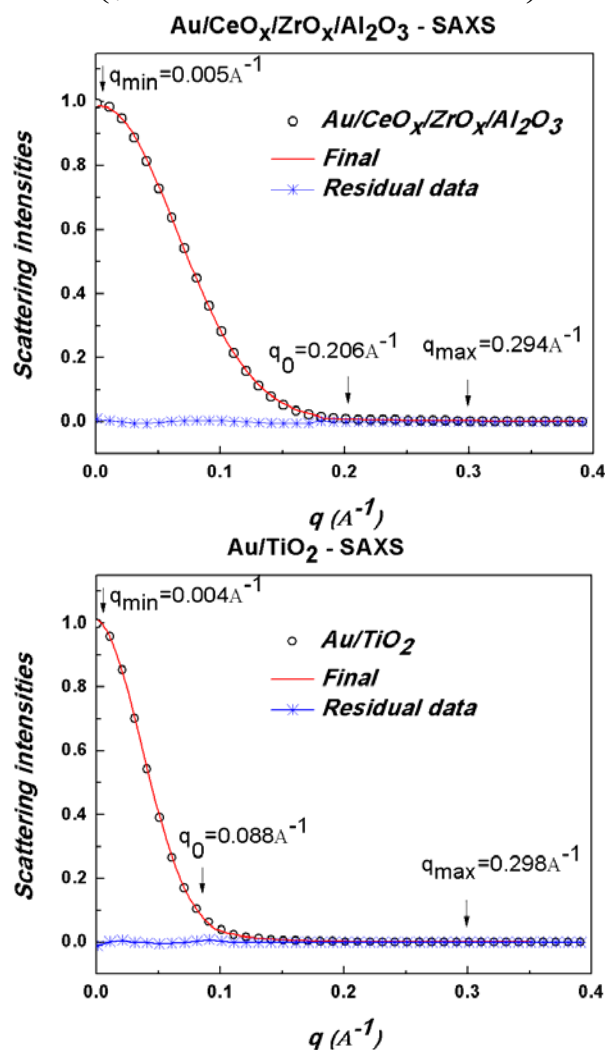 Au/CeOx/ZrOx/Al2O3 - SAXS
qmin=0.005A-1
Au/CeOx/ZrOx/Al2O3
Final
Residual data
q0=0.206A-1
qmax=0.294A-1
Scattering intensities
1.0
0.8
0.6
0.4
0.2
0.0
0.0 0.1 0.2 0.3 0.4
q (A-1)
Au/TiO2 - SAXS
qmin=0.004A-1
Au/TiO2
Final
Residual data
q0=0.088A-1
qmax=0.298A-1
Scattering intensities
1.0
0.8
0.6
0.4
0.2
0.0
0.0 0.1 0.2 0.3 0.4
q (A-1)